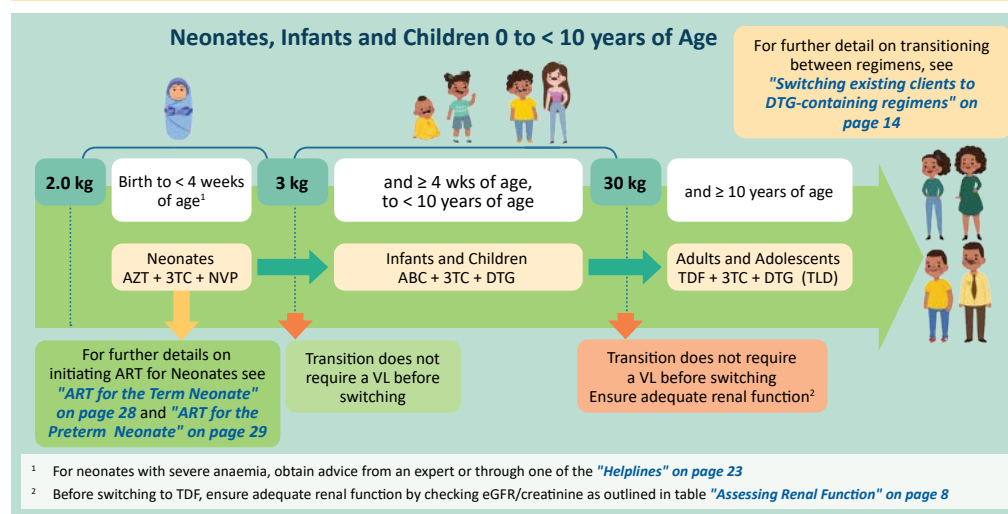 Neonates, Infants and Children 0 to < 10 years of Age
For further detail on transitioning
between regimens, see
"Switching existing clients to
DTG-containing regimens" on
page 14
2.0 kg
Birth to < 4 weeks
of age¹
3 kg
and ≥ 4 wks of age,
to < 10 years of age
30 kg
and ≥ 10 years of age
Neonates
AZT + 3TC + NVP
Infants and Children
ABC + 3TC + DTG
Adults and Adolescents
TDF + 3TC + DTG (TLD)
For further details on
initiating ART for Neonates see
"ART for the Term Neonate"
on page 28 and "ART for the
Preterm Neonate" on page 29
Transition does not
require a VL before
switching
Transition does not require
a VL before switching
Ensure adequate renal function²
¹ For neonates with severe anaemia, obtain advice from an expert or through one of the "Helplines" on page 23
² Before switching to TDF, ensure adequate renal function by checking eGFR/creatinine as outlined in table "Assessing Renal Function" on page 8